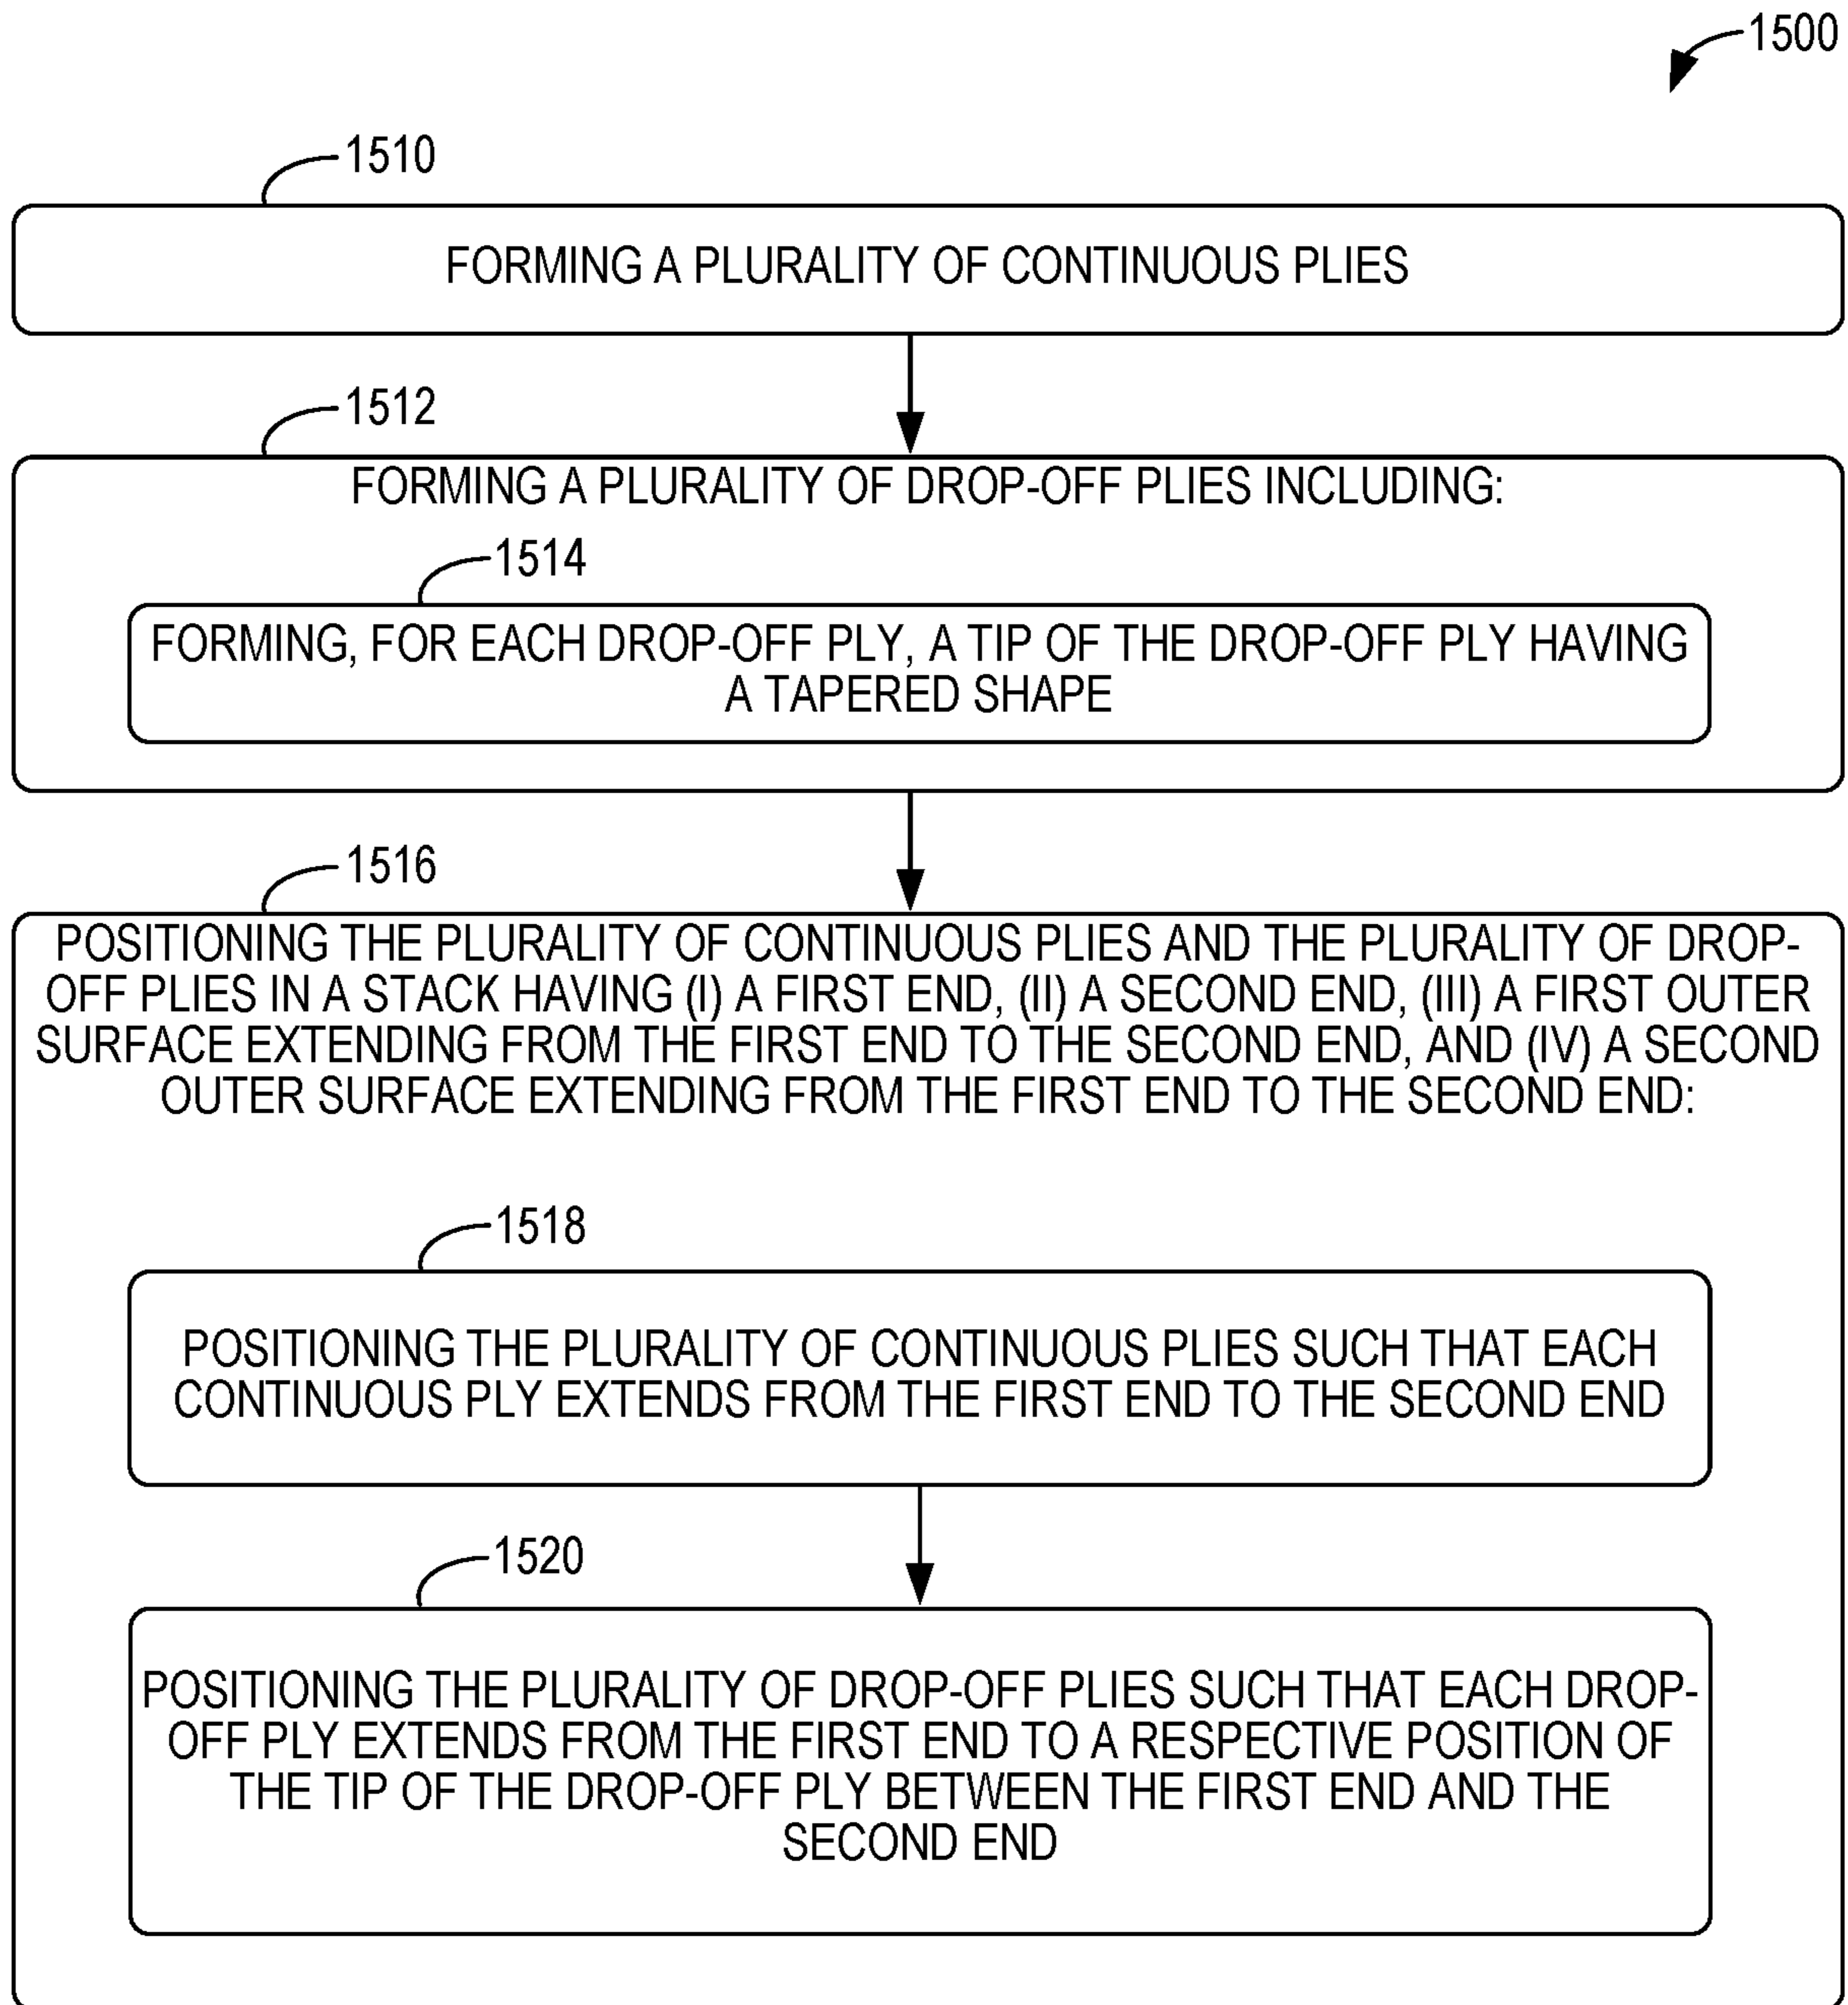 1500
1510
FORMING A PLURALITY OF CONTINUOUS PLIES
1512
FORMING A PLURALITY OF DROP-OFF PLIES INCLUDING:
1514
FORMING, FOR EACH DROP-OFF PLY, A TIP OF THE DROP-OFF PLY HAVING
A TAPERED SHAPE
1516
POSITIONING THE PLURALITY OF CONTINUOUS PLIES AND THE PLURALITY OF DROP-
OFF PLIES IN A STACK HAVING (I) A FIRST END, (II) A SECOND END, (III) A FIRST OUTER
SURFACE EXTENDING FROM THE FIRST END TO THE SECOND END, AND (IV) A SECOND
OUTER SURFACE EXTENDING FROM THE FIRST END TO THE SECOND END:
1518
POSITIONING THE PLURALITY OF CONTINUOUS PLIES SUCH THAT EACH
CONTINUOUS PLY EXTENDS FROM THE FIRST END TO THE SECOND END
1520
POSITIONING THE PLURALITY OF DROP-OFF PLIES SUCH THAT EACH DROP-
OFF PLY EXTENDS FROM THE FIRST END TO A RESPECTIVE POSITION OF
THE TIP OF THE DROP-OFF PLY BETWEEN THE FIRST END AND THE
SECOND END